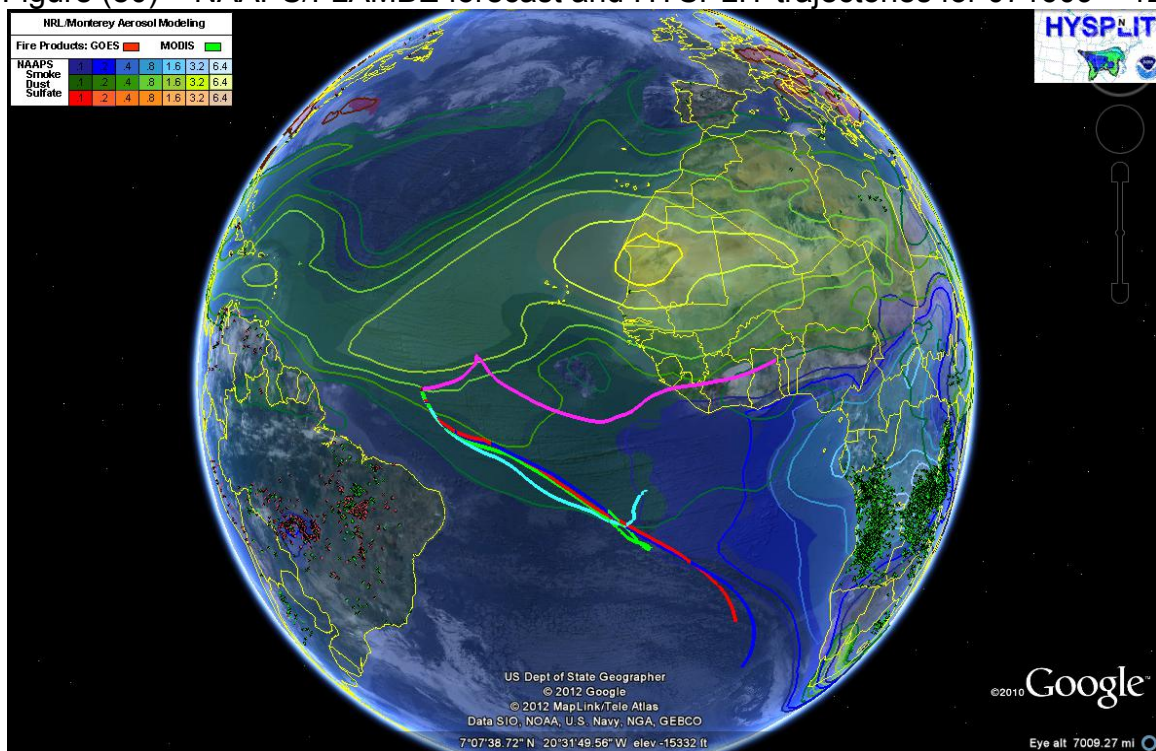 NRL/Monterey Aerosol Modeling
Fire Products: GOES MODIS
NAAPS .1 .2 .4 .8 1.6 3.2 6.4
Smoke
Dust .1 .2 .4 .8 1.6 3.2 6.4
Sulfate .1 .2 .4 .8 1.6 3.2 6.4
HYSPLIT
N
NOAA
US Dept of State Geographer
© 2012 Google
© 2012 MapLink/Tele Atlas
Data SIO, NOAA, U.S. Navy, NGA, GEBCO
©2010 Google
7°07'38.72" N 20°31'49.56" W elev -15332 ft
Eye alt 7009.27 mi